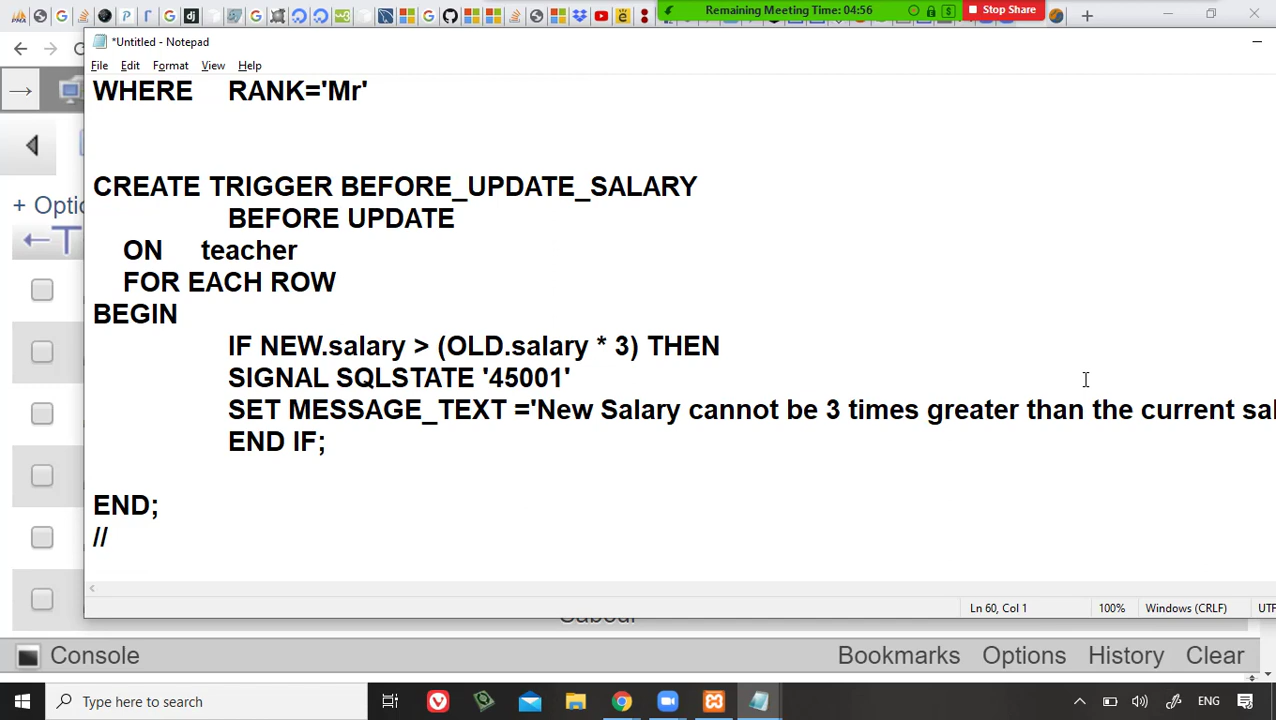 Remaining Meeting Time: 04:56
Stop Share
*Untitled - Notepad
File Edit Format View Help
WHERE RANK='Mr'
CREATE TRIGGER BEFORE_UPDATE_SALARY
BEFORE UPDATE
ON teacher
FOR EACH ROW
BEGIN
IF NEW.salary > (OLD.salary * 3) THEN
SIGNAL SQLSTATE '45001'
SET MESSAGE_TEXT ='New Salary cannot be 3 times greater than the current sal
END IF;
END;
//
+ Optio
Ln 60, Col 1
100%
Windows (CRLF)
UTF
Console
Bookmarks Options History Clear
Type here to search
ENG